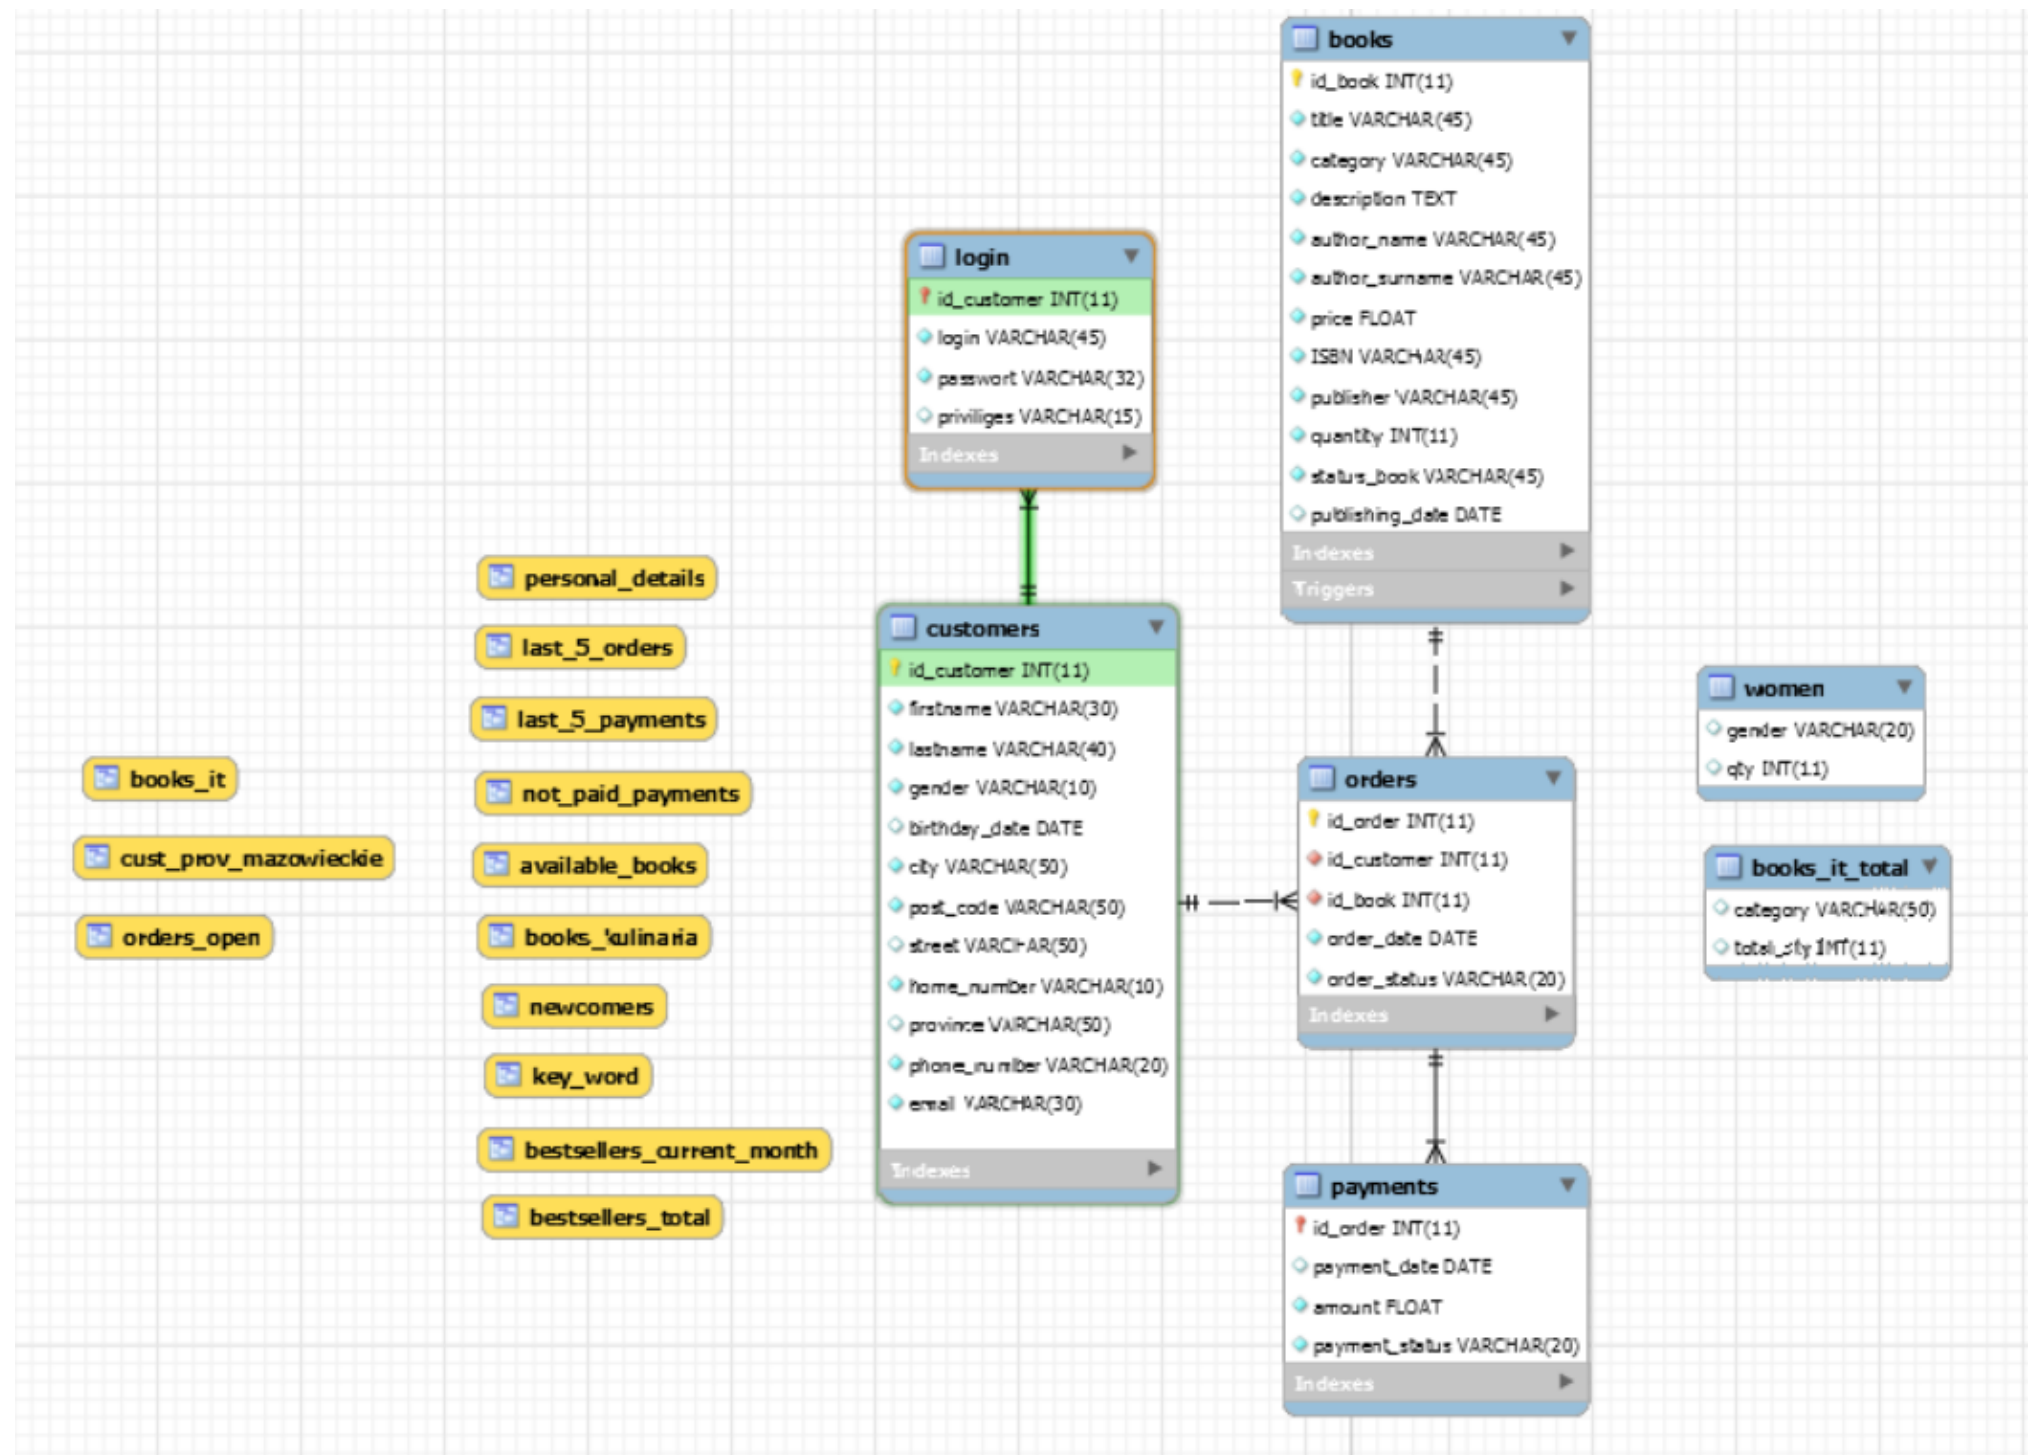 books
id_book INT(11)
title VARCHAR(45)
category VARCHAR(45)
description TEXT
author_name VARCHAR(45)
author_surname VARCHAR(45)
price FLOAT
ISBN VARCHAR(45)
publisher VARCHAR(45)
quantity INT(11)
status_book VARCHAR(45)
publishing_date DATE
Indexes
Triggers
login
id_customer INT(11)
login VARCHAR(45)
passwort VARCHAR(32)
priviliges VARCHAR(15)
Indexes
personal_details
last_5_orders
last_5_payments
not_paid_payments
available_books
books_kulinaria
newcomers
key_word
bestsellers_current_month
bestsellers_total
books_it
cust_prov_mazowieckie
orders_open
customers
id_customer INT(11)
firstname VARCHAR(30)
lastname VARCHAR(40)
gender VARCHAR(10)
birthday_date DATE
city VARCHAR(50)
post_code VARCHAR(50)
street VARCHAR(50)
home_number VARCHAR(10)
province VARCHAR(50)
phone_number VARCHAR(20)
email VARCHAR(30)
Indexes
orders
id_order INT(11)
id_customer INT(11)
id_book INT(11)
order_date DATE
order_status VARCHAR(20)
Indexes
payments
id_order INT(11)
payment_date DATE
amount FLOAT
payment_status VARCHAR(20)
Indexes
women
gender VARCHAR(20)
qty INT(11)
books_it_total
category VARCHAR(50)
INT(11)